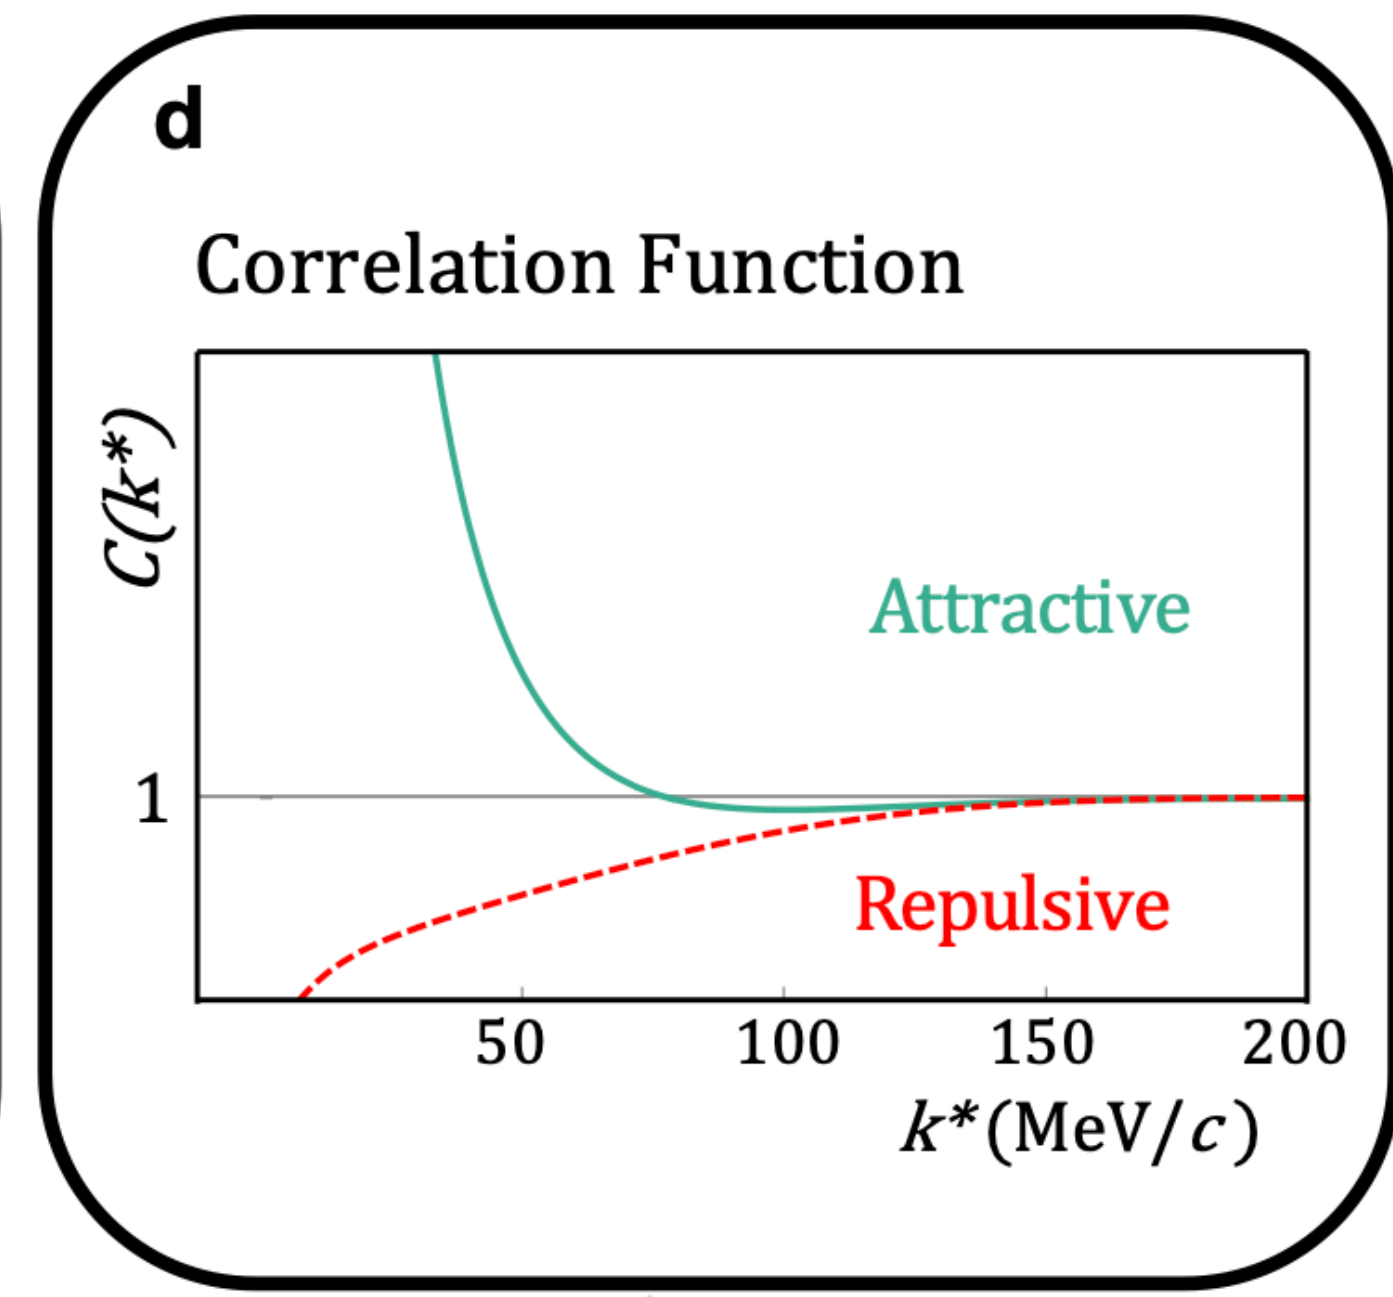 d
Correlation Function
C(k*)
Attractive
1
Repulsive
50 100 150 200
k* (MeV/c)